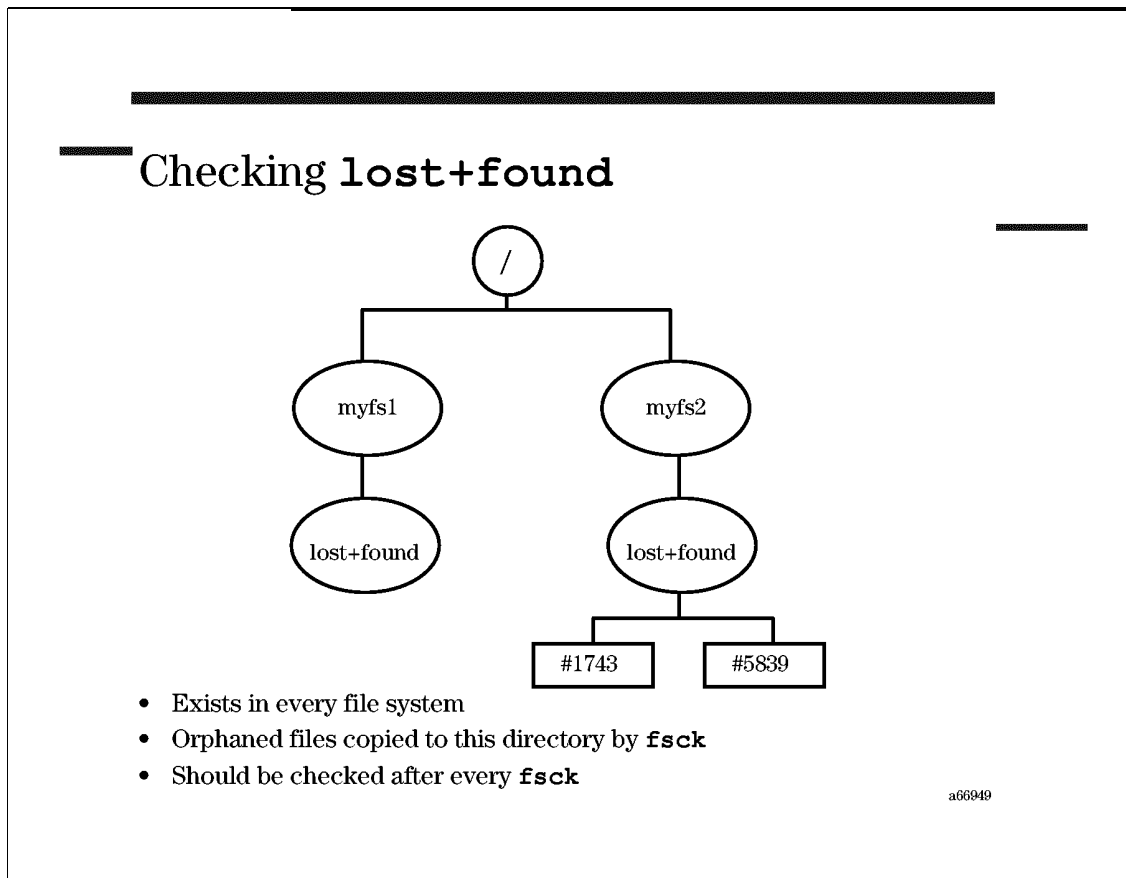 Checking lost+found
/
myfs1 myfs2
lost+found lost+found
#1743 #5839
• Exists in every file system
• Orphaned files copied to this directory by fsck
• Should be checked after every fsck
a66949